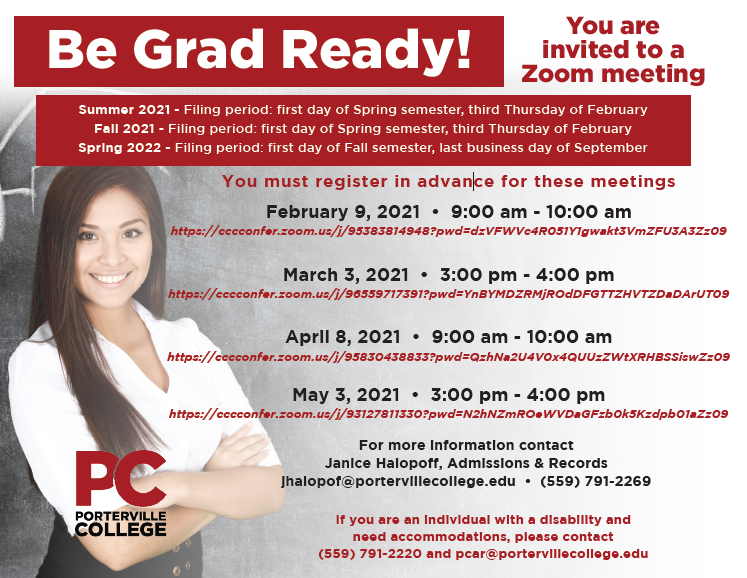 Be Grad Ready!
You are
invited to a
Zoom meeting
Summer 2021 - Filing period: first day of Spring semester, third Thursday of February
Fall 2021 - Filing period: first day of Spring semester, third Thursday of February
Spring 2022 - Filing period: first day of Fall semester, last business day of September
You must register in advance for these meetings
February 9, 2021 • 9:00 am - 10:00 am
https://cccconfer.zoom.us/j/95383814948?pwd=dzVFWVc4R051Y1gwakt3VmZFU3A3Zz09
March 3, 2021 • 3:00 pm - 4:00 pm
https://cccconfer.zoom.us/j/96559717391?pwd=YnBYMDZRMjROdDFGTTZHVTZDaDArUT09
April 8, 2021 • 9:00 am - 10:00 am
https://cccconfer.zoom.us/j/95830438833?pwd=QzhNa2U4V0x4QUUzZWtXRHBSSiswZz09
May 3, 2021 • 3:00 pm - 4:00 pm
https://cccconfer.zoom.us/j/93127811330?pwd=N2hNZmROeWVDaGFzb0k5Kzdpb01aZz09
For more information contact
Janice Halopoff, Admissions & Records
jhalopof@portervillecollege.edu • (559) 791-2269
PC
PORTERVILLE
COLLEGE
If you are an individual with a disability and
need accommodations, please contact
(559) 791-2220 and pcar@portervillecollege.edu